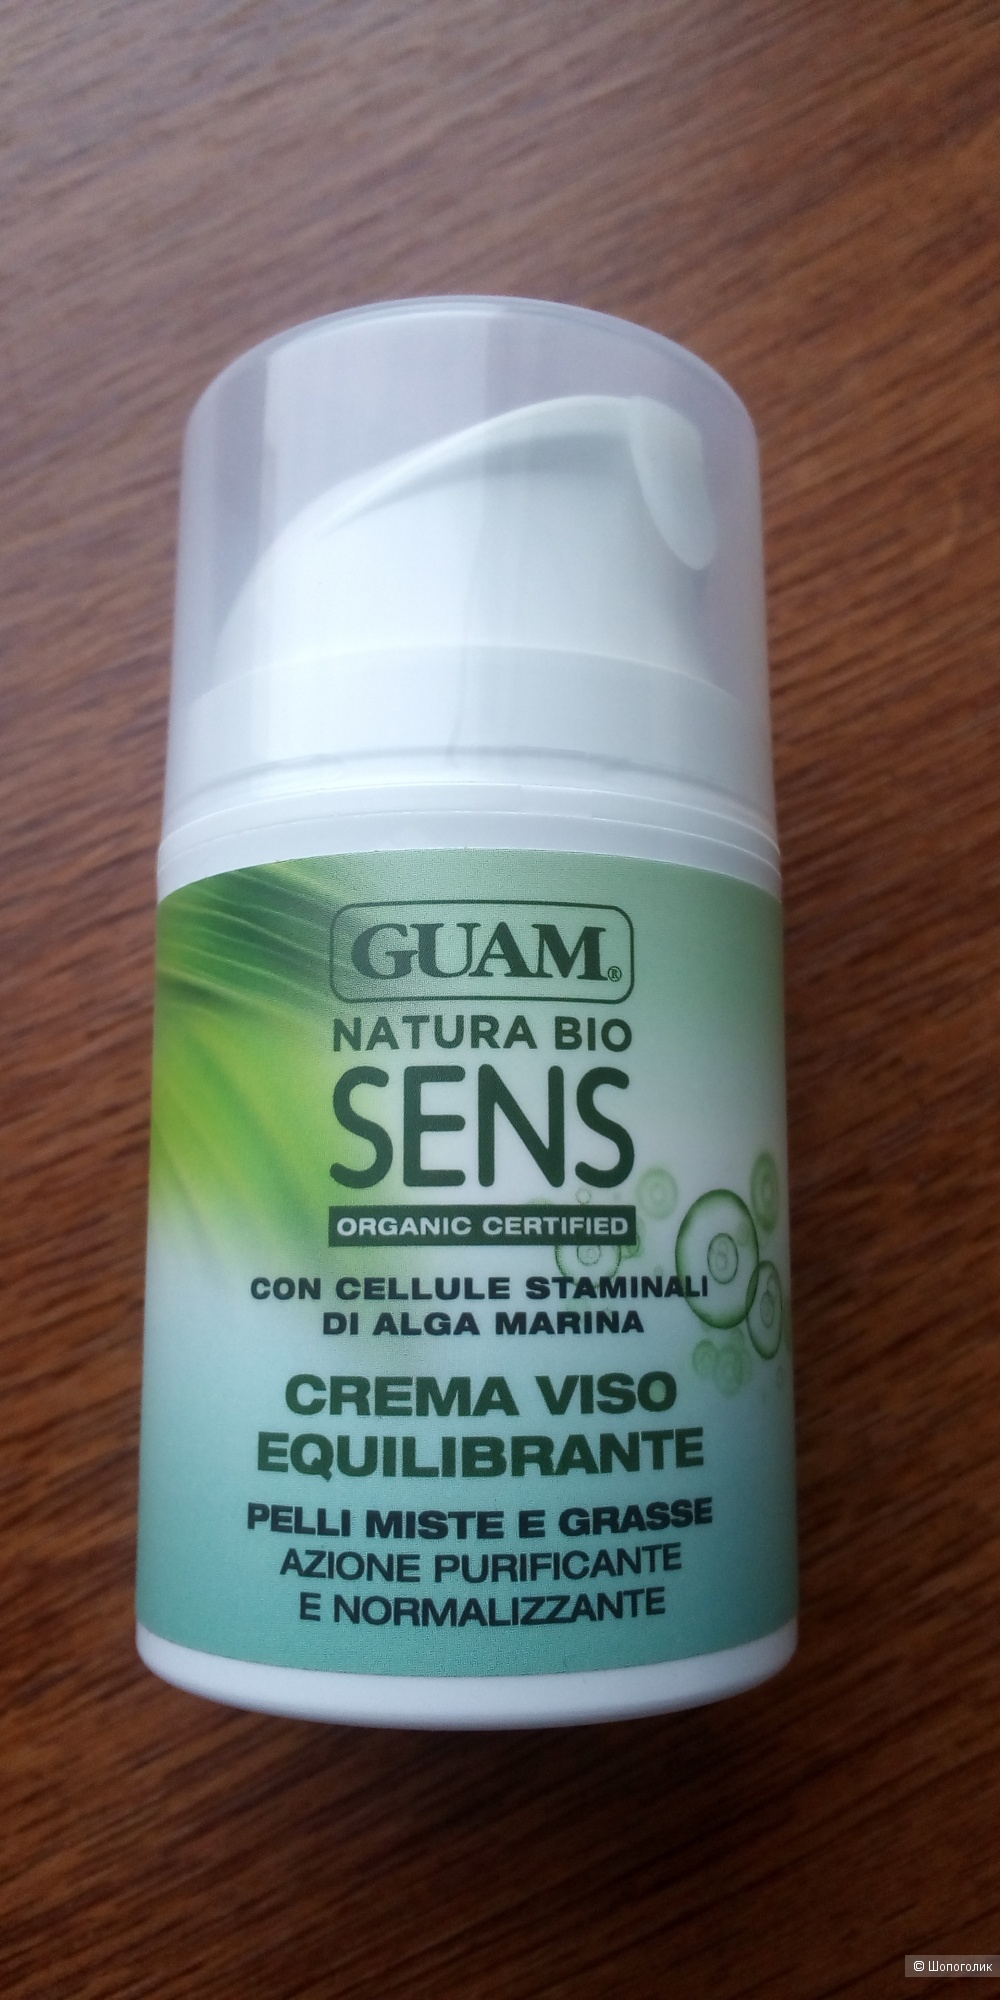 GUAM®
NATURA BIO
SENS
ORGANIC CERTIFIED
CON CELLULE STAMINALI
DI ALGA MARINA
CREMA VISO
EQUILIBRANTE
PELLI MISTE E GRASSE
AZIONE PURIFICANTE
E NORMALIZZANTE
© Шопоголик